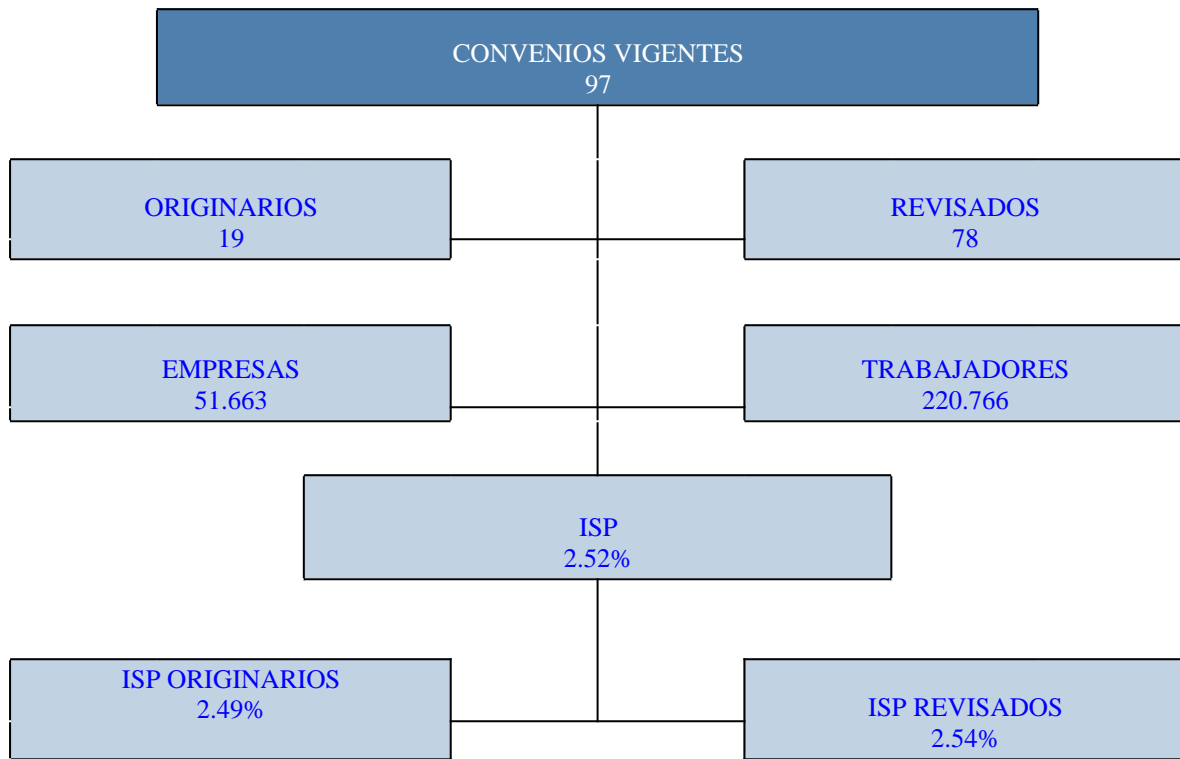 CONVENIOS VIGENTES
97
ORIGINARIOS
19
REVISADOS
78
EMPRESAS
51.663
TRABAJADORES
220.766
ISP
2.52%
ISP ORIGINARIOS
2.49%
ISP REVISADOS
2.54%